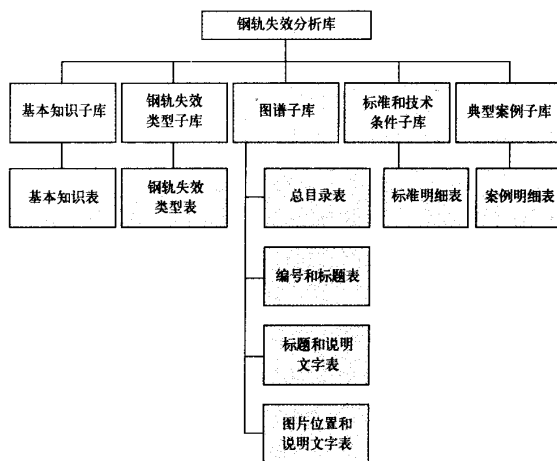 钢轨失效分析库
基本知识子库
钢轨失效
类型子库
图谱子库
标准和技术
条件子库
典型案例子库
基本知识表
钢轨失效
类型表
总目录表
标准明细表
案例明细表
编号和标题表
标题和说明
文字表
图片位置和
说明文字表